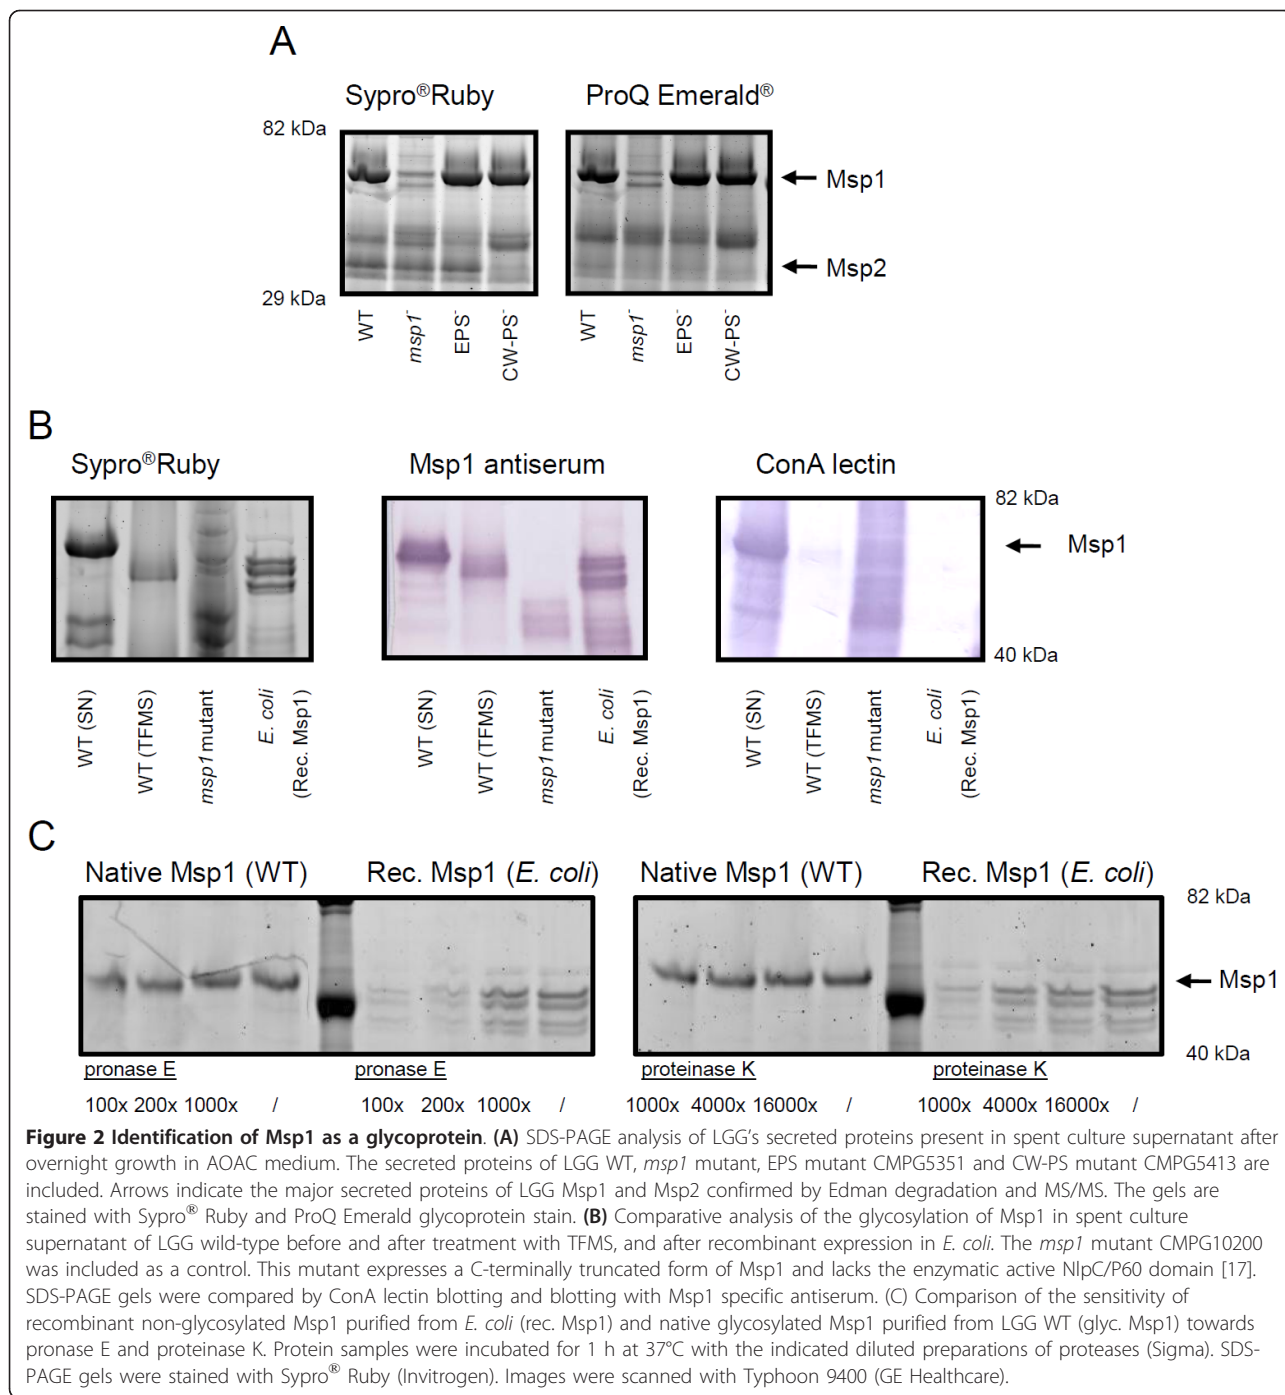 A
Sypro®Ruby
ProQ Emerald®
82 kDa
Msp1
Msp2
29 kDa
WT
msp1-
EPS-
CW-PS-
WT
msp1-
EPS-
CW-PS-
B
Sypro®Ruby
Msp1 antiserum
ConA lectin
82 kDa
Msp1
40 kDa
WT (SN)
WT (TFMS)
msp1 mutant
E. coli
(Rec. Msp1)
WT (SN)
WT (TFMS)
msp1 mutant
E. coli
(Rec. Msp1)
WT (SN)
WT (TFMS)
msp1 mutant
E. coli
(Rec. Msp1)
C
Native Msp1 (WT)
Rec. Msp1 (E. coli)
Native Msp1 (WT)
Rec. Msp1 (E. coli)
82 kDa
Msp1
40 kDa
pronase E
pronase E
proteinase K
proteinase K
100x 200x 1000x /
100x 200x 1000x /
1000x 4000x 16000x /
1000x 4000x 16000x /
Figure 2 Identification of Msp1 as a glycoprotein. (A) SDS-PAGE analysis of LGG's secreted proteins present in spent culture supernatant after
overnight growth in AOAC medium. The secreted proteins of LGG WT, msp1 mutant, EPS mutant CMPG5351 and CW-PS mutant CMPG5413 are
included. Arrows indicate the major secreted proteins of LGG Msp1 and Msp2 confirmed by Edman degradation and MS/MS. The gels are
stained with Sypro® Ruby and ProQ Emerald glycoprotein stain. (B) Comparative analysis of the glycosylation of Msp1 in spent culture
supernatant of LGG wild-type before and after treatment with TFMS, and after recombinant expression in E. coli. The msp1 mutant CMPG10200
was included as a control. This mutant expresses a C-terminally truncated form of Msp1 and lacks the enzymatic active NlpC/P60 domain [17].
SDS-PAGE gels were compared by ConA lectin blotting and blotting with Msp1 specific antiserum. (C) Comparison of the sensitivity of
recombinant non-glycosylated Msp1 purified from E. coli (rec. Msp1) and native glycosylated Msp1 purified from LGG WT (glyc. Msp1) towards
pronase E and proteinase K. Protein samples were incubated for 1 h at 37°C with the indicated diluted preparations of proteases (Sigma). SDS-
PAGE gels were stained with Sypro® Ruby (Invitrogen). Images were scanned with Typhoon 9400 (GE Healthcare).